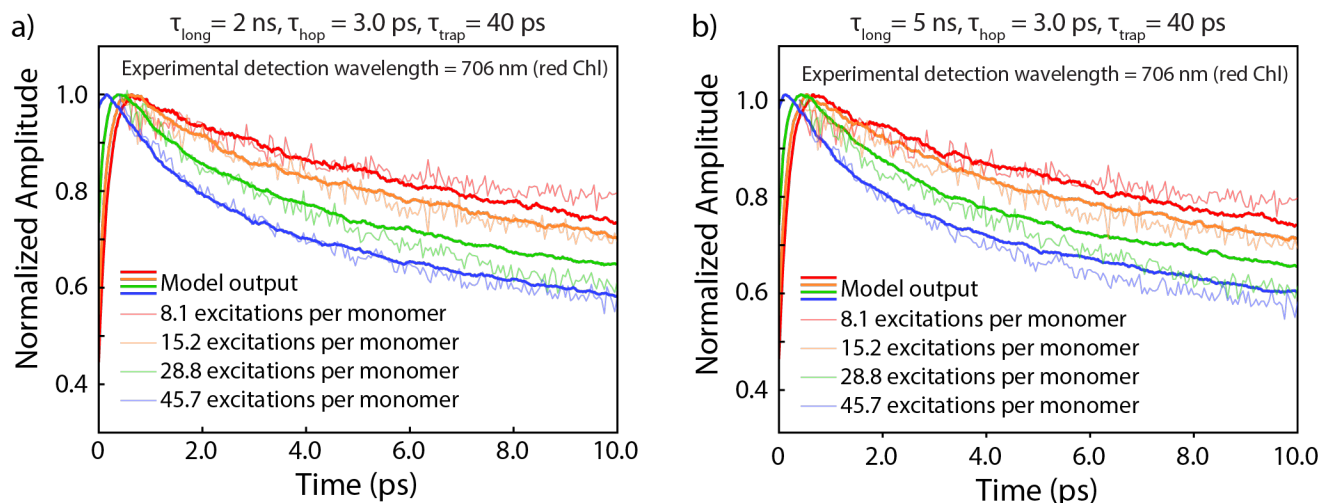 a)
τlong= 2 ns, τhop = 3.0 ps, τtrap= 40 ps
Experimental detection wavelength = 706 nm (red Chl)
Normalized Amplitude
1.0
0.8
0.6
0.4
Model output
8.1 excitations per monomer
15.2 excitations per monomer
28.8 excitations per monomer
45.7 excitations per monomer
0 2.0 4.0 6.0 8.0 10.0
Time (ps)
b)
τlong= 5 ns, τhop = 3.0 ps, τtrap= 40 ps
Experimental detection wavelength = 706 nm (red Chl)
Normalized Amplitude
1.0
0.8
0.6
0.4
Model output
8.1 excitations per monomer
15.2 excitations per monomer
28.8 excitations per monomer
45.7 excitations per monomer
0 2.0 4.0 6.0 8.0 10.0
Time (ps)